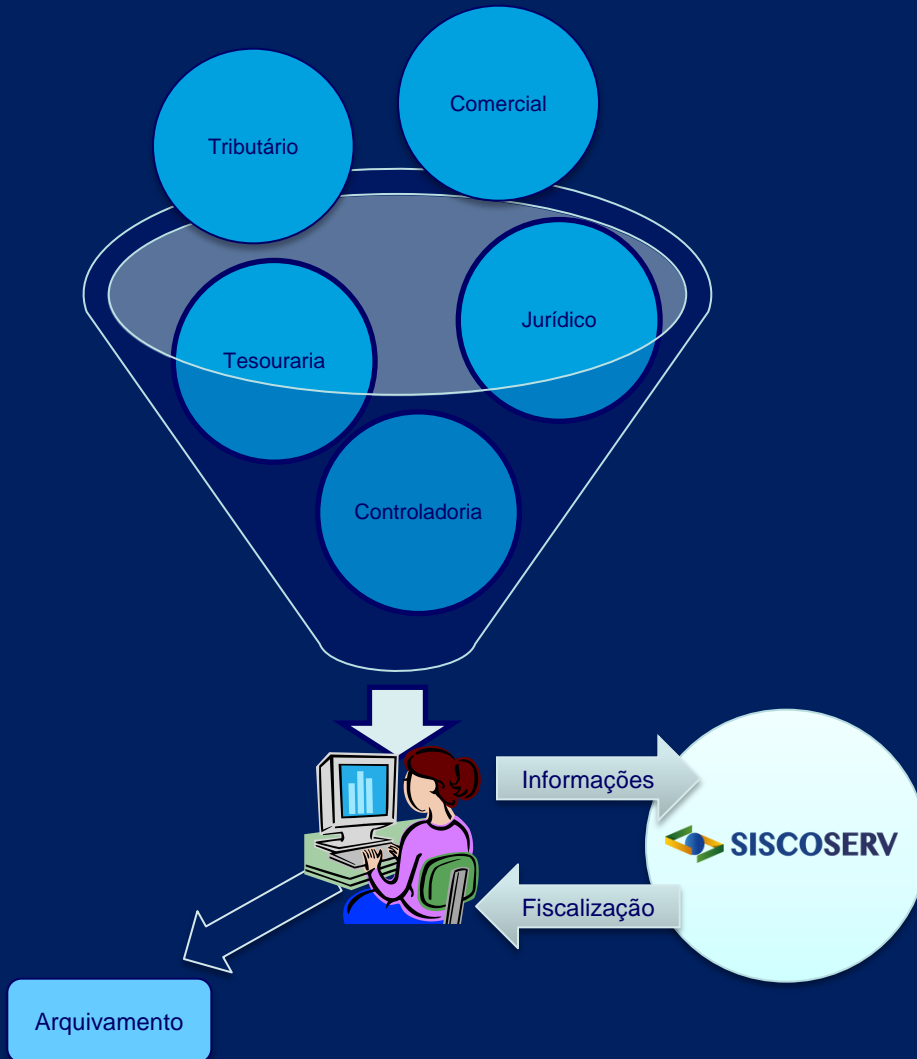 Comercial
Tributário
Jurídico
Tesouraria
Controladoria
Informações
SISCOSERV
Fiscalização
Arquivamento